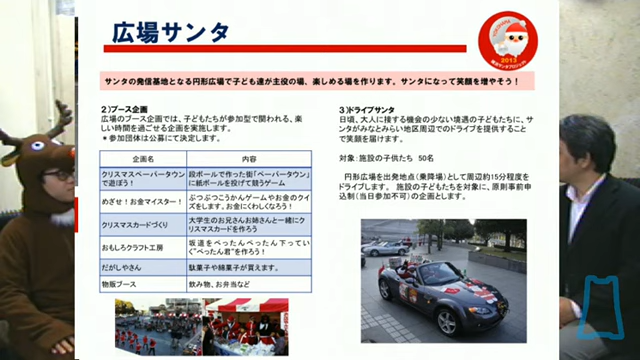 広場サンタ
2013
サンタの発信基地となる円形広場で子ども達が主役の場、楽しめる場を作ります。サンタになって笑顔を増やそう！
２）ブース企画
広場のブース企画では、子どもたちが参加型で関われる、楽
しい時間を過ごせる企画を実施します。
＊参加団体は公募にて決定します。
企画名 内容
クリスマスペーパータウン
で遊ぼう！
段ボールで作った街「ペーパータウン」
に紙ボールを投げて競うゲーム
めざせ！お金マイスター！
ぶつぶつこうかんゲームやお金のクイ
ズをします。お金にくわしくなろう！
クリスマスカードづくり
大学生のお兄さんお姉さんと一緒にク
リスマスカードを作ろう
おもしろクラフト工房
坂道をぺったんぺったん下ってい
く“ぺったん君”を作ろう！
だがしやさん 駄菓子や綿菓子が買えます。
物販ブース 飲み物、お弁当など
３）ドライブサンタ
日頃、大人に接する機会の少ない境遇の子どもたちに、サ
ンタがみなとみらい地区周辺でのドライブを提供すること
で笑顔を届けます。
対象：施設の子供たち 50名
円形広場を出発地点（乗降場）として周辺約15分程度を
ドライブします。 施設の子どもたちを対象に、原則事前申
込制（当日参加不可）の企画とします。